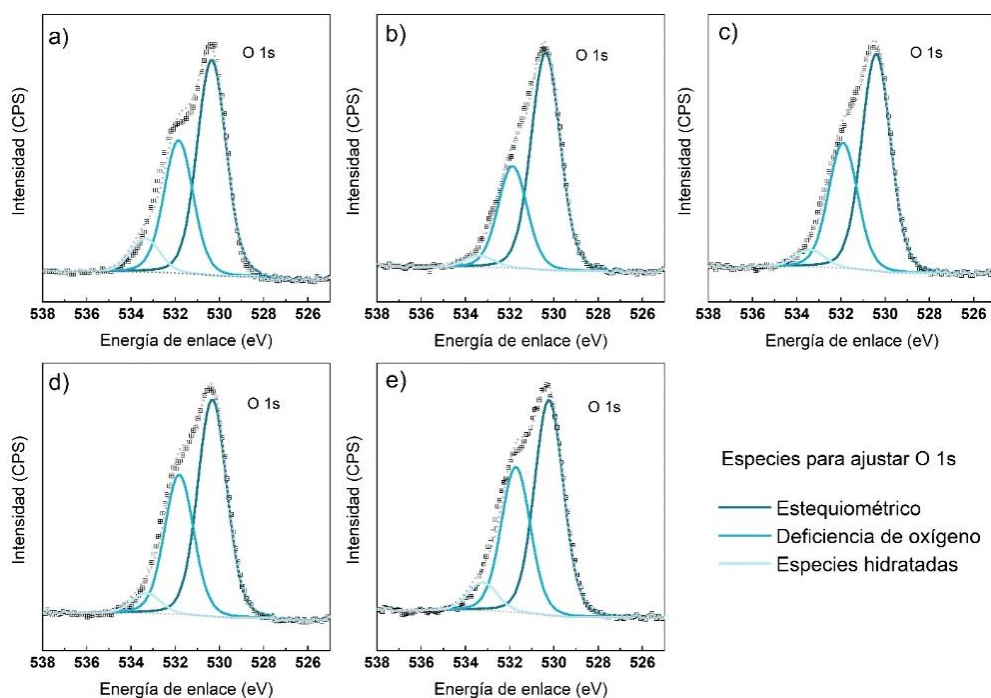 a)
O 1s
Intensidad (CPS)
538 536 534 532 530 528 526
Energía de enlace (eV)
b)
O 1s
Intensidad (CPS)
538 536 534 532 530 528 526
Energía de enlace (eV)
c)
O 1s
Intensidad (CPS)
538 536 534 532 530 528 526
Energía de enlace (eV)
d)
O 1s
Intensidad (CPS)
538 536 534 532 530 528 526
Energía de enlace (eV)
e)
O 1s
Intensidad (CPS)
538 536 534 532 530 528 526
Energía de enlace (eV)
Especies para ajustar O 1s
Estequiométrico
Deficiencia de oxígeno
Especies hidratadas